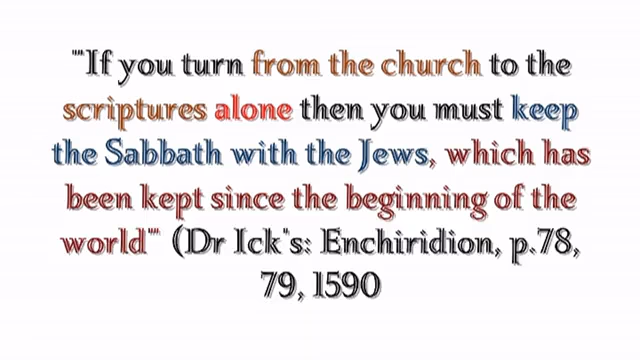 ""If you turn from the church to the
scriptures alone then you must keep
the Sabbath with the Jews, which has
been kept since the beginning of the
world"" (Dr Ick's: Enchiridion, p.78,
79, 1590